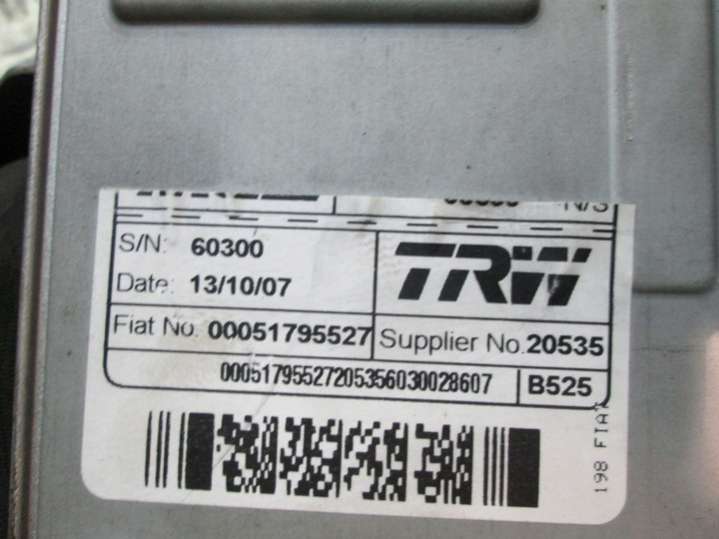 S/N: 60300
TRW
Date: 13/10/07
Fiat No. 00051795527 Supplier No. 20535
00051795527205356030028607 B525
198 FIAT